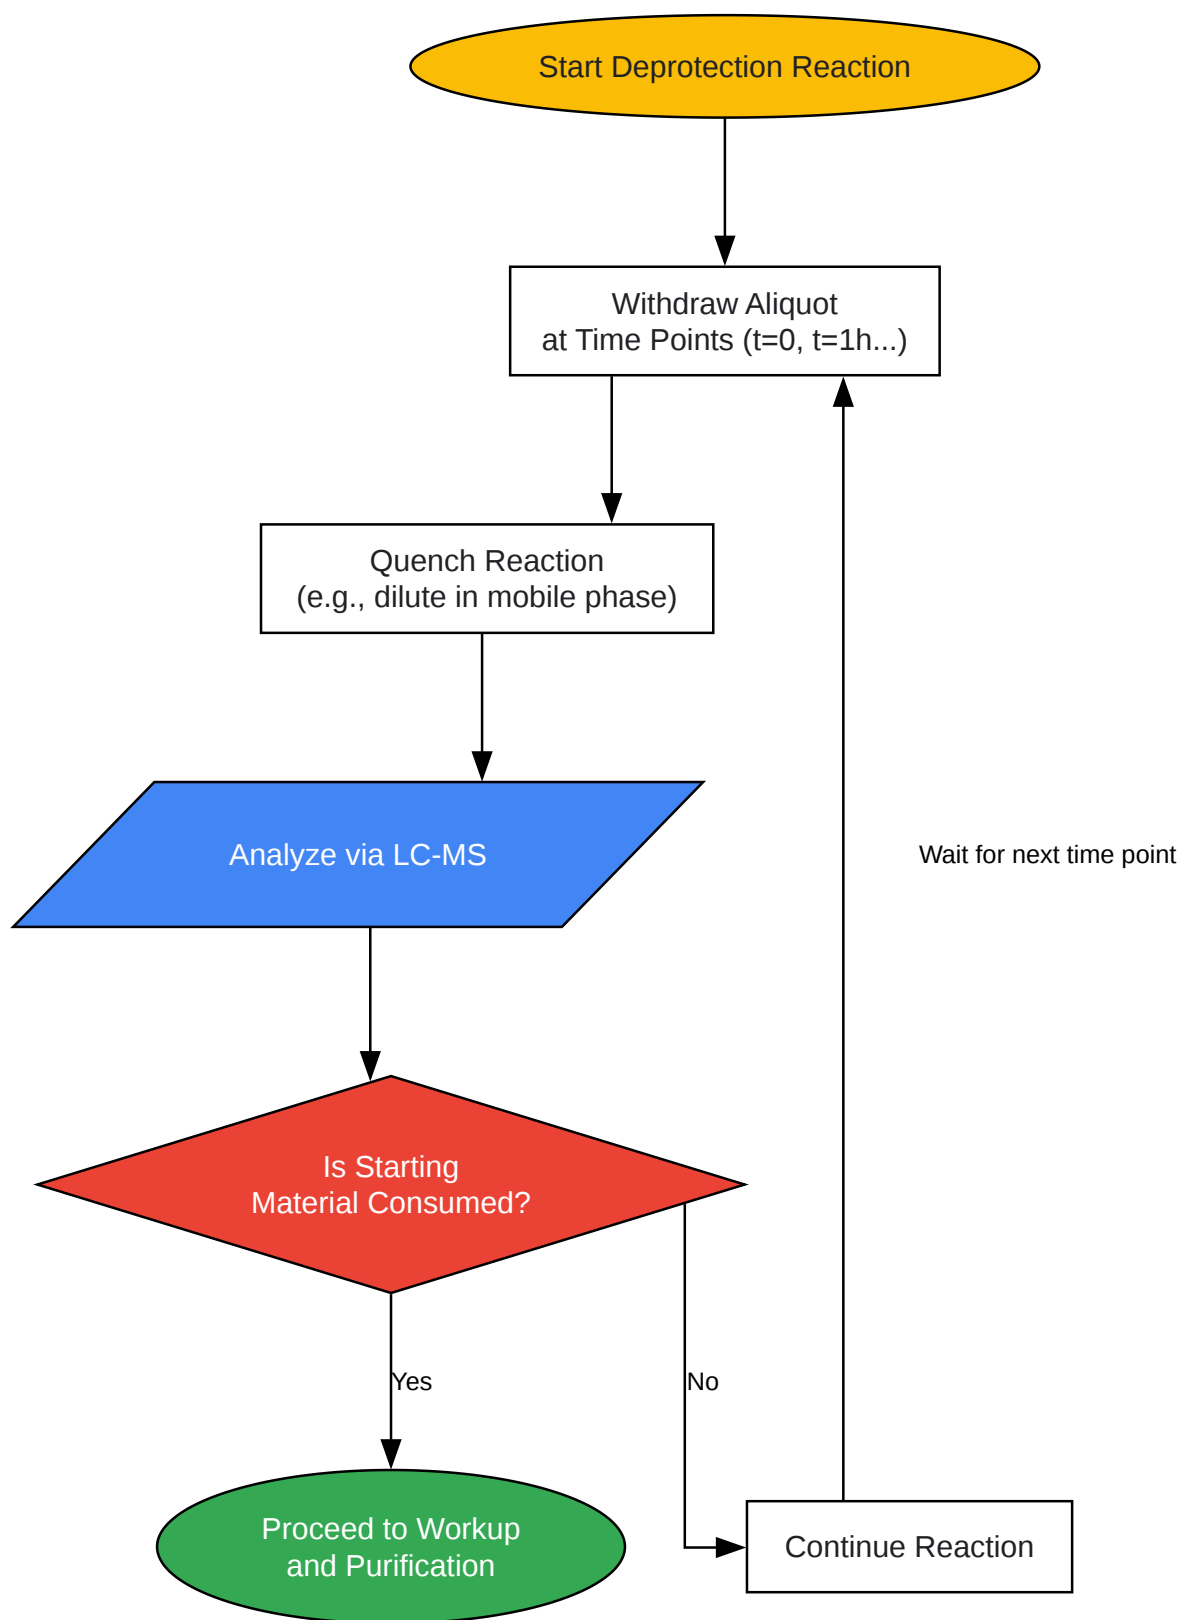 Start Deprotection Reaction
Withdraw Aliquot
at Time Points (t=0, t=1h...)
Quench Reaction
(e.g., dilute in mobile phase)
Analyze via LC-MS
Wait for next time point
Is Starting
Material Consumed?
Yes
No
Proceed to Workup
and Purification
Continue Reaction